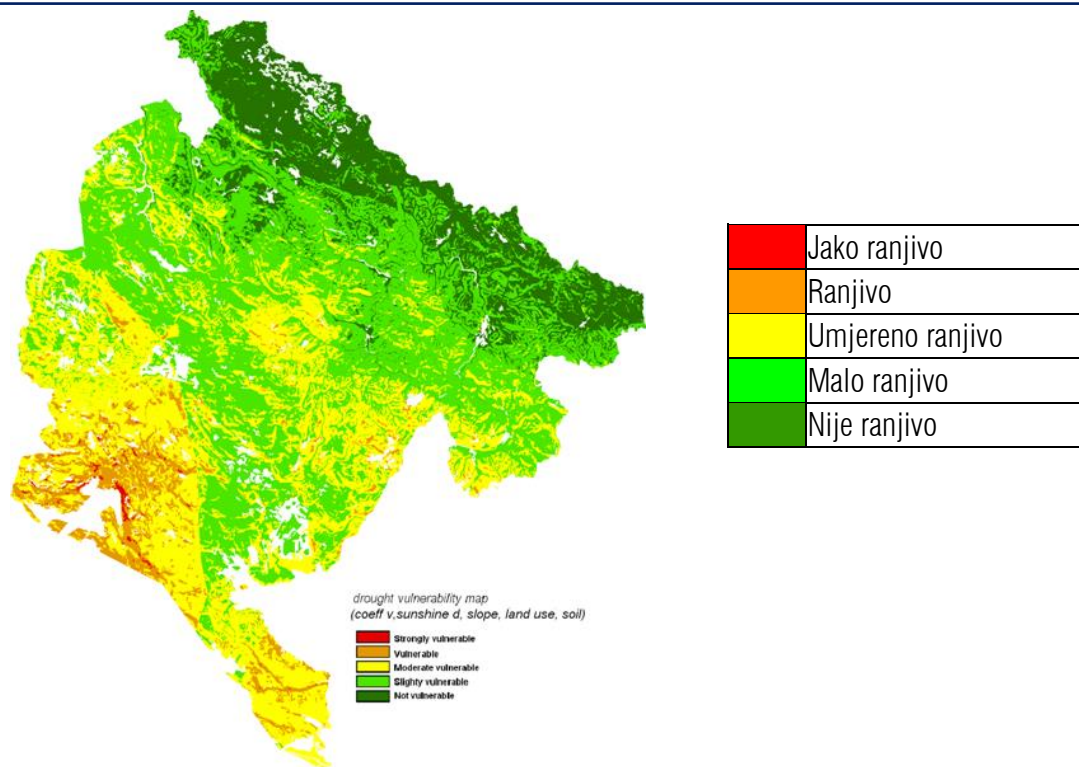 Jako ranjivo
Ranjivo
Umjereno ranjivo
Malo ranjivo
Nije ranjivo
drought vulnerability map
(coeff v,sunshine d, slope, land use, soil)
Strongly vulnerable
Vulnerable
Moderate vulnerable
Slighty vulnerable
Not vulnerable